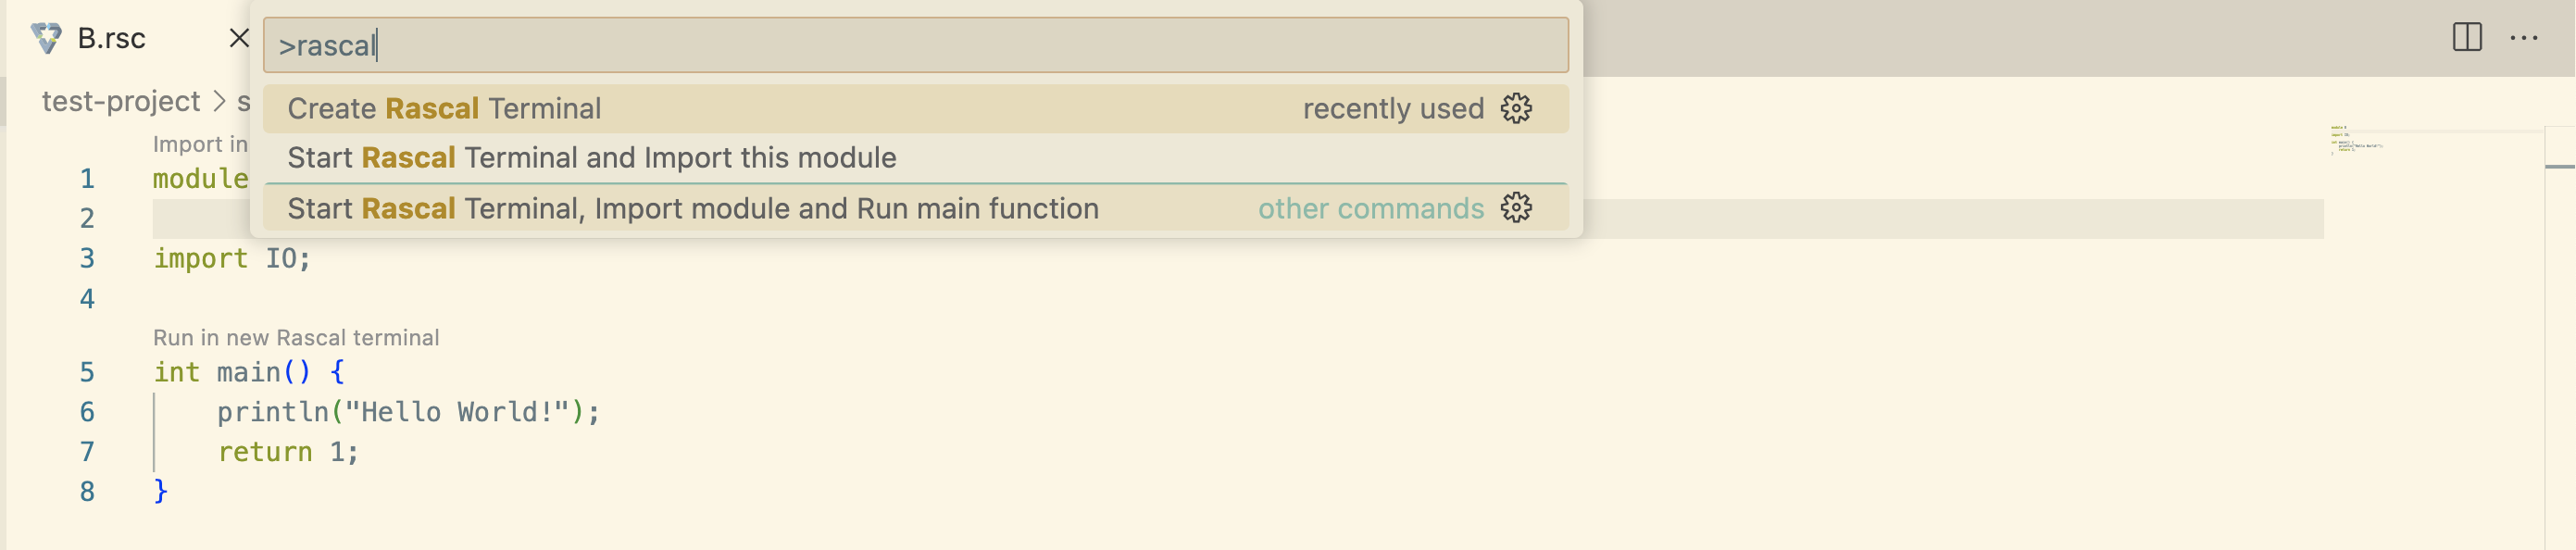 B.rsc
>rascal
Create Rascal Terminal recently used
Start Rascal Terminal and Import this module
Start Rascal Terminal, Import module and Run main function other commands
test-project > s
Import in
1 module
2
3 import IO;
4
Run in new Rascal terminal
5 int main() {
6 println("Hello World!");
7 return 1;
8 }